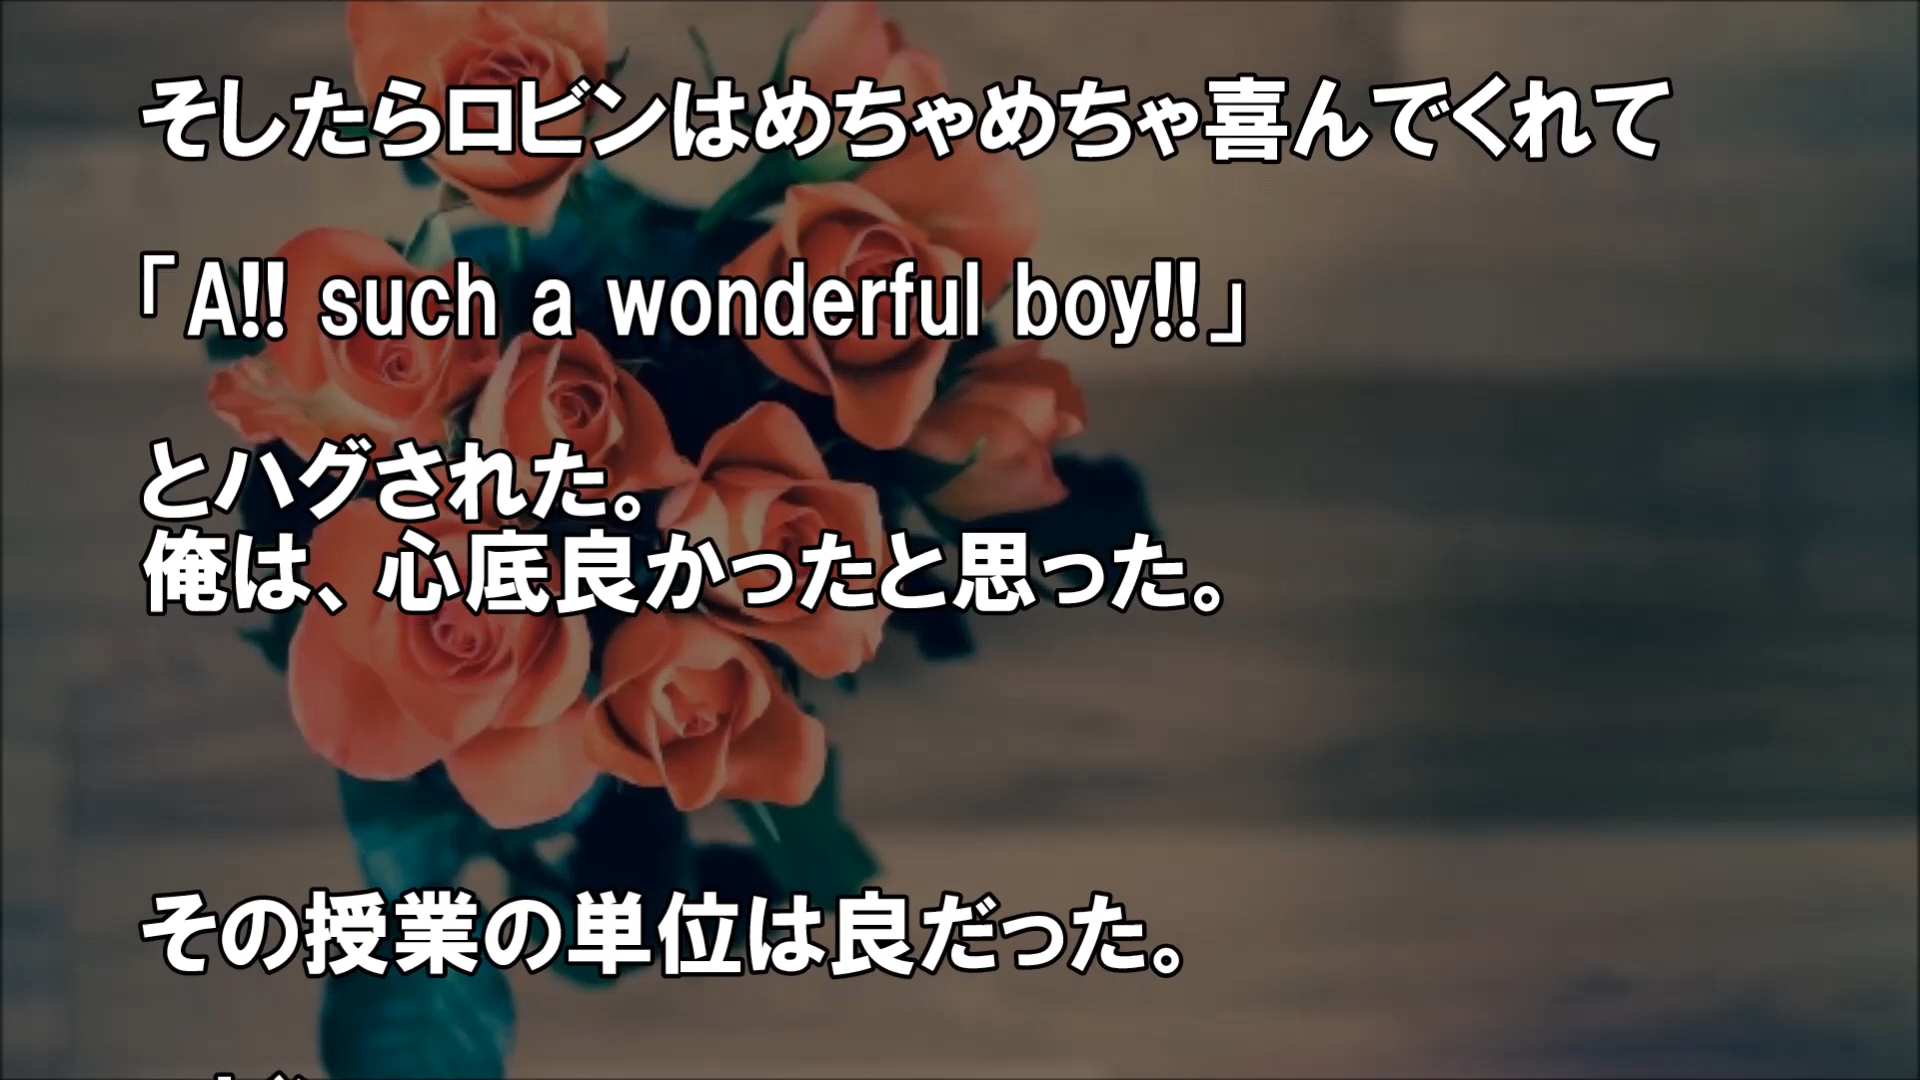 そしたらロビンはめちゃめちゃ喜んでくれて
「A!! such a wonderful boy!!」
とハグされた。
俺は、心底良かったと思った。
その授業の単位は良だった。